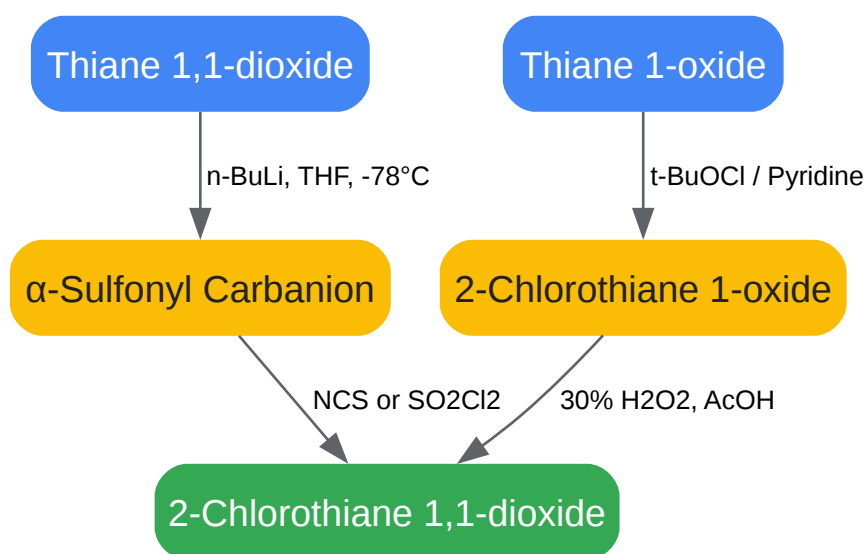 Thiane 1,1-dioxide
Thiane 1-oxide
n-BuLi, THF, -78°C
t-BuOCl / Pyridine
α-Sulfonyl Carbanion
2-Chlorothiane 1-oxide
NCS or SO2Cl2
30% H2O2, AcOH
2-Chlorothiane 1,1-dioxide